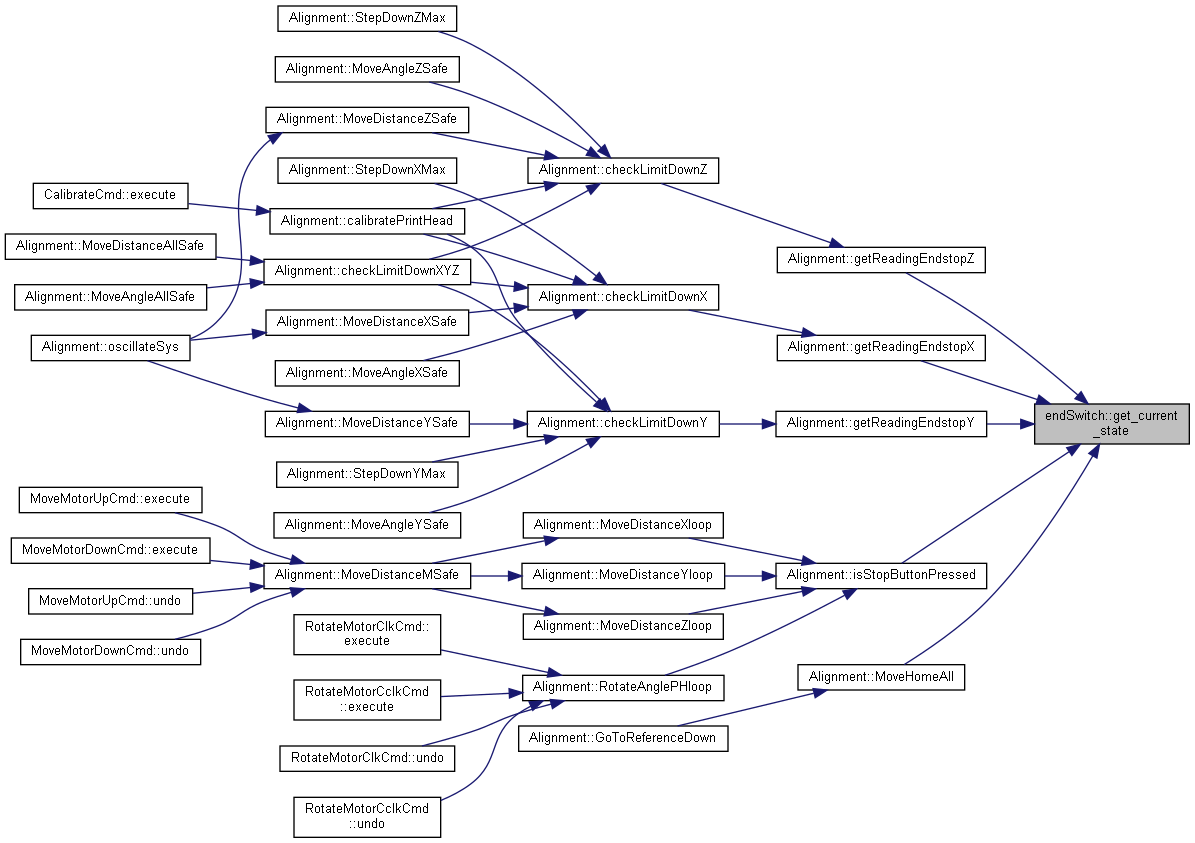 Alignment::StepDownZMax
Alignment::MoveAngleZSafe
Alignment::MoveDistanceZSafe
Alignment::StepDownXMax
Alignment::checkLimitDownZ
CalibrateCmd::execute
Alignment::calibratePrintHead
Alignment::MoveDistanceAllSafe
Alignment::checkLimitDownXYZ
Alignment::getReadingEndstopZ
Alignment::MoveAngleAllSafe
Alignment::checkLimitDownX
Alignment::MoveDistanceXSafe
Alignment::oscillateSys
Alignment::getReadingEndstopX
Alignment::MoveAngleXSafe
Alignment::MoveDistanceYSafe
Alignment::checkLimitDownY
Alignment::getReadingEndstopY
endSwitch::get_current
_state
Alignment::StepDownYMax
MoveMotorUpCmd::execute
Alignment::MoveAngleYSafe
Alignment::MoveDistanceXloop
MoveMotorDownCmd::execute
Alignment::MoveDistanceMSafe
Alignment::MoveDistanceYloop
Alignment::isStopButtonPressed
MoveMotorUpCmd::undo
Alignment::MoveDistanceZloop
RotateMotorClkCmd::
execute
MoveMotorDownCmd::undo
Alignment::MoveHomeAll
Alignment::RotateAnglePHloop
RotateMotorCclkCmd
::execute
Alignment::GoToReferenceDown
RotateMotorClkCmd::undo
RotateMotorCclkCmd
::undo